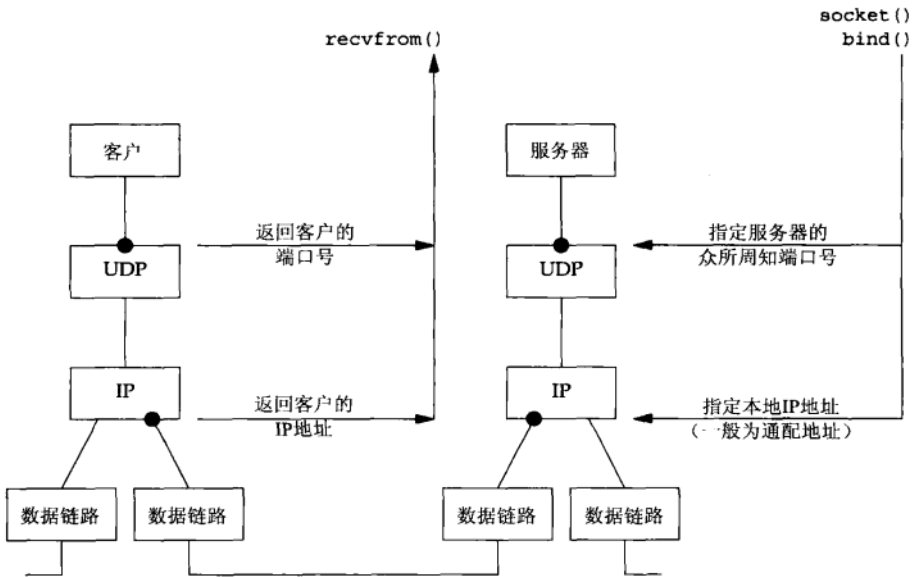 socket()
recvfrom()
bind()
客户
服务器
返回客户的
端口号
指定服务器的
众所周知端口号
UDP
UDP
IP
IP
返回客户的
IP地址
指定本地IP地址
(一般为通配地址)
数据链路
数据链路
数据链路
数据链路